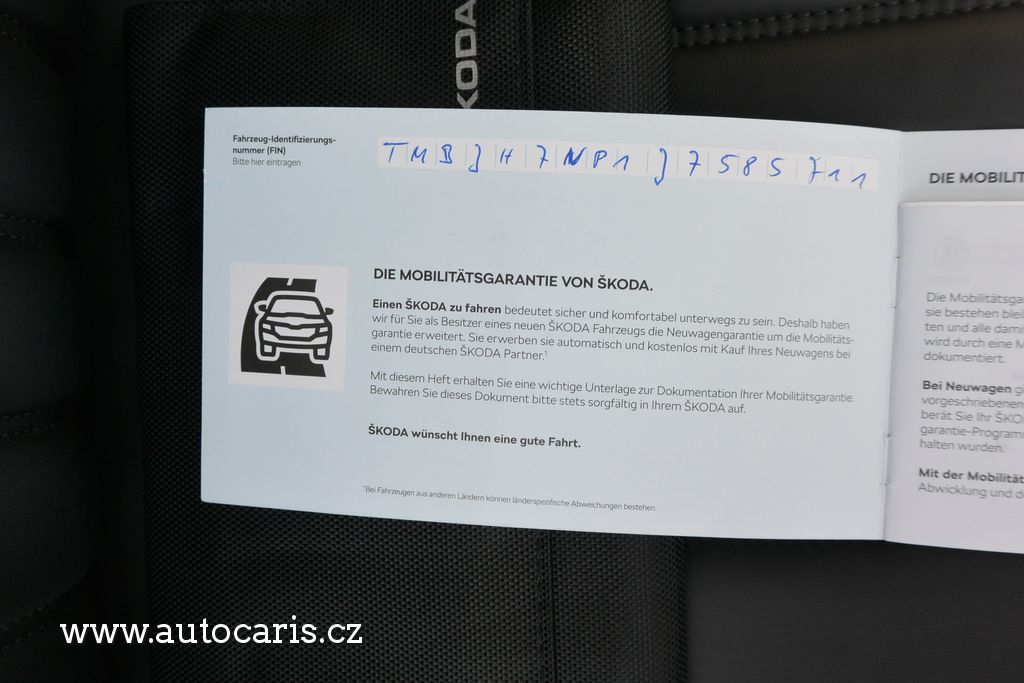 ŠKODA
Fahrzeug-Identifizierungs-
nummer (FIN)
Bitte hier eintragen
TMBJH7NP1J7585711
DIE MOBILITÄTSGARANTIE VON ŠKODA.
Einen ŠKODA zu fahren bedeutet sicher und komfortabel unterwegs zu sein. Deshalb haben
wir für Sie als Besitzer eines neuen ŠKODA Fahrzeugs die Neuwagengarantie um die Mobilitäts-
garantie erweitert. Sie erwerben sie automatisch und kostenlos mit Kauf Ihres Neuwagens bei
einem deutschen ŠKODA Partner.¹
Mit diesem Heft erhalten Sie eine wichtige Unterlage zur Dokumentation Ihrer Mobilitätsgarantie.
Bewahren Sie dieses Dokument bitte stets sorgfältig in Ihrem ŠKODA auf.
ŠKODA wünscht Ihnen eine gute Fahrt.
¹Bei Fahrzeugen aus anderen Ländern können länderspezifische Abweichungen bestehen.
DIE MOBILIT
Die Mobilitätsga
sie bestehen blei
ten und alle dami
wird durch eine M
dokumentiert.
Bei Neuwagen
vorgeschriebenen
berät Sie Ihr ŠKO
garantie-Program
halten wurden.
Mit der Mobilität
Abwicklung und d
www.autocaris.cz